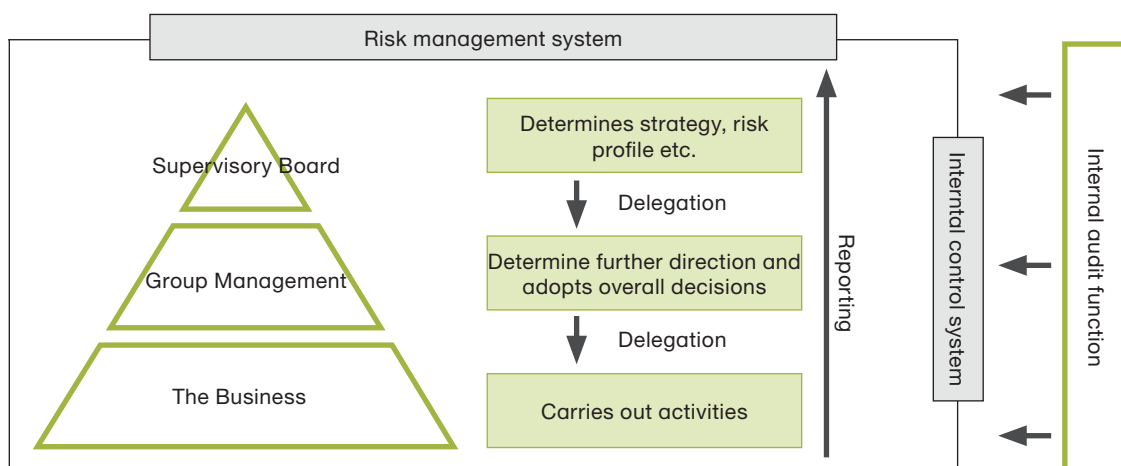 Risk management system
Supervisory Board
Determines strategy, risk
profile etc.
Delegation
Group Management
Determine further direction and
adopts overall decisions
Delegation
The Business
Carries out activities
Reporting
Interntal control system
Internal audit function